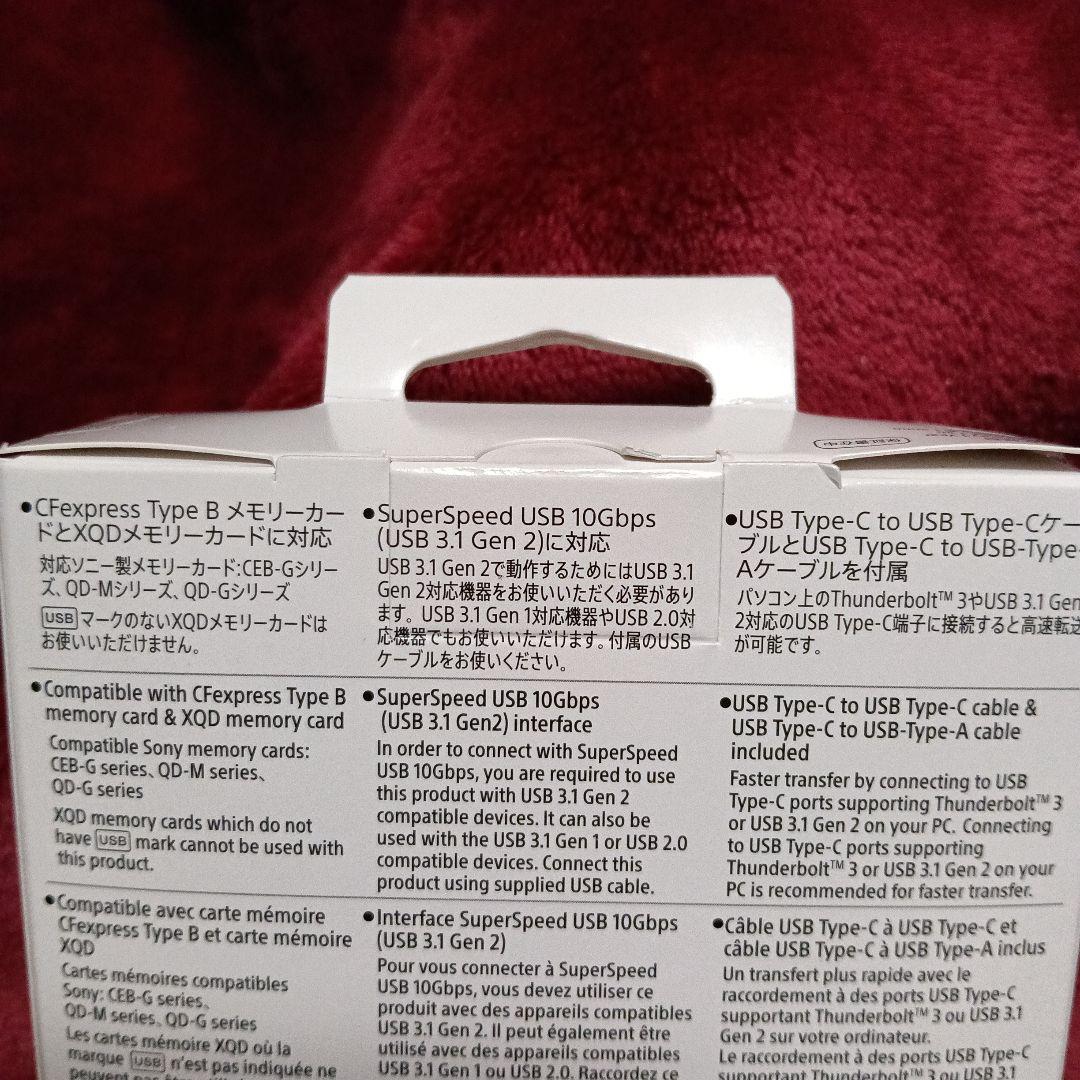 保証書在中
•CFexpress Type B メモリーカー
ドとXQDメモリーカードに対応
対応ソニー製メモリーカード:CEB-Gシリー
ズ、QD-Mシリーズ、QD-Gシリーズ
USB マークのないXQDメモリーカードは
お使いいただけません。
•SuperSpeed USB 10Gbps
(USB 3.1 Gen 2)に対応
USB 3.1 Gen 2で動作するためにはUSB 3.1
Gen 2対応機器をお使いいただく必要があり
ます。USB 3.1 Gen 1対応機器やUSB 2.0対
応機器でもお使いいただけます。付属のUSB
ケーブルをお使いください。
•USB Type-C to USB Type-Cケー
ブルとUSB Type-C to USB-Type-
Aケーブルを付属
パソコン上のThunderbolt™ 3やUSB 3.1 Gen
2対応のUSB Type-C端子に接続すると高速転送
が可能です。
•Compatible with CFexpress Type B
memory card & XQD memory card
Compatible Sony memory cards:
CEB-G series、QD-M series、
QD-G series
XQD memory cards which do not
have USB mark cannot be used with
this product.
•SuperSpeed USB 10Gbps
(USB 3.1 Gen2) interface
In order to connect with SuperSpeed
USB 10Gbps, you are required to use
this product with USB 3.1 Gen 2
compatible devices. It can also be
used with the USB 3.1 Gen 1 or USB 2.0
compatible devices. Connect this
product using supplied USB cable.
•USB Type-C to USB Type-C cable &
USB Type-C to USB-Type-A cable
included
Faster transfer by connecting to USB
Type-C ports supporting Thunderbolt™ 3
or USB 3.1 Gen 2 on your PC. Connecting
to USB Type-C ports supporting
Thunderbolt™ 3 or USB 3.1 Gen 2 on your
PC is recommended for faster transfer.
•Compatible avec carte mémoire
CFexpress Type B et carte mémoire
XQD
Cartes mémoires compatibles
Sony: CEB-G series、
QD-M series、QD-G series
Les cartes mémoire XQD où la
marque USB n'est pas indiquée ne
peuvent pas être
•Interface SuperSpeed USB 10Gbps
(USB 3.1 Gen 2)
Pour vous connecter à SuperSpeed
USB 10Gbps, vous devez utiliser ce
produit avec des appareils compatibles
USB 3.1 Gen 2. Il peut également être
utilisé avec des appareils compatibles
USB 3.1 Gen 1 ou USB 2.0. Raccordez ce
•Câble USB Type-C à USB Type-C et
câble USB Type-C à USB Type-A inclus
Un transfert plus rapide avec le
raccordement à des ports USB Type-C
supportant Thunderbolt™ 3 ou USB 3.1
Gen 2 sur votre ordinateur.
Le raccordement à des ports USB Type-C
supportant Thunderbolt™ 3 ou USB 3.1